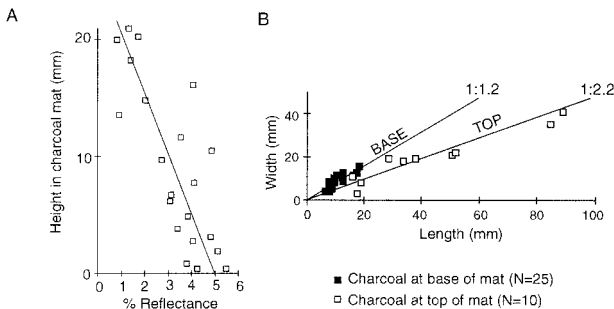 A
Height in charcoal mat (mm)
20
10
0
0 1 2 3 4 5 6
% Reflectance
B
Width (mm)
40
20
0
0 20 40 60 80 100
Length (mm)
BASE
TOP
1:1.2
1:2.2
Charcoal at base of mat (N=25)
Charcoal at top of mat (N=10)